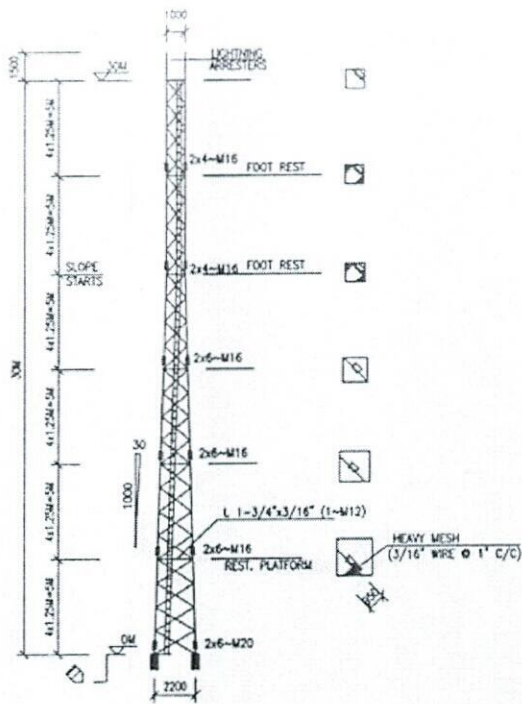 1000
LIGHTNING
ARRESTERS
30M
1500
4x1.25M=5M
2x4~M16
FOOT REST
4x1.25M=5M
SLOPE
STARTS
2x4~M16
FOOT REST
4x1.25M=5M
30M
2x6~M16
4x1.25M=5M
30
1000
2x6~M16
4x1.25M=5M
L 1-3/4"x3/16" (1~M12)
2x6~M16
REST. PLATFORM
HEAVY MESH
(3/16" WIRE @ 1" C/C)
4x1.25M=5M
0M
2x6~M20
2200